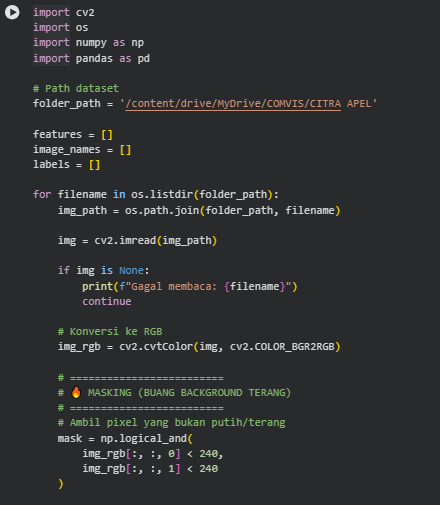 import cv2
import os
import numpy as np
import pandas as pd
# Path dataset
folder_path = '/content/drive/MyDrive/COMVIS/CITRA APEL'
features = []
image_names = []
labels = []
for filename in os.listdir(folder_path):
    img_path = os.path.join(folder_path, filename)
    img = cv2.imread(img_path)
    if img is None:
        print(f"Gagal membaca: {filename}")
        continue
    # Konversi ke RGB
    img_rgb = cv2.cvtColor(img, cv2.COLOR_BGR2RGB)
    # =========================
    # 🔥 MASKING (BUANG BACKGROUND TERANG)
    # =========================
    # Ambil pixel yang bukan putih/terang
    mask = np.logical_and(
        img_rgb[:, :, 0] < 240,
        img_rgb[:, :, 1] < 240
    )